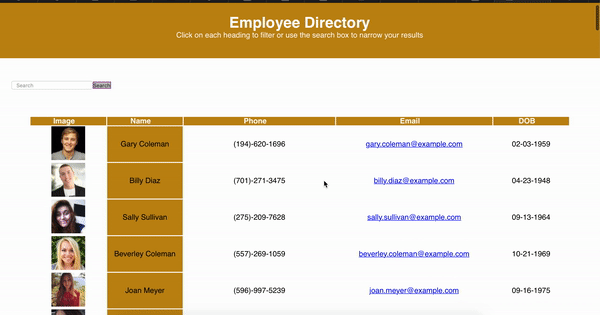 Employee Directory
Click on each heading to filter or use the search box to narrow your results
Search Search
Image Name Phone Email DOB
Gary Coleman (194)-620-1696 gary.coleman@example.com 02-03-1959
Billy Diaz (701)-271-3475 billy.diaz@example.com 04-23-1948
Sally Sullivan (275)-209-7628 sally.sullivan@example.com 09-13-1964
Beverley Coleman (557)-269-1059 beverley.coleman@example.com 10-21-1969
Joan Meyer (596)-997-5239 joan.meyer@example.com 09-16-1975